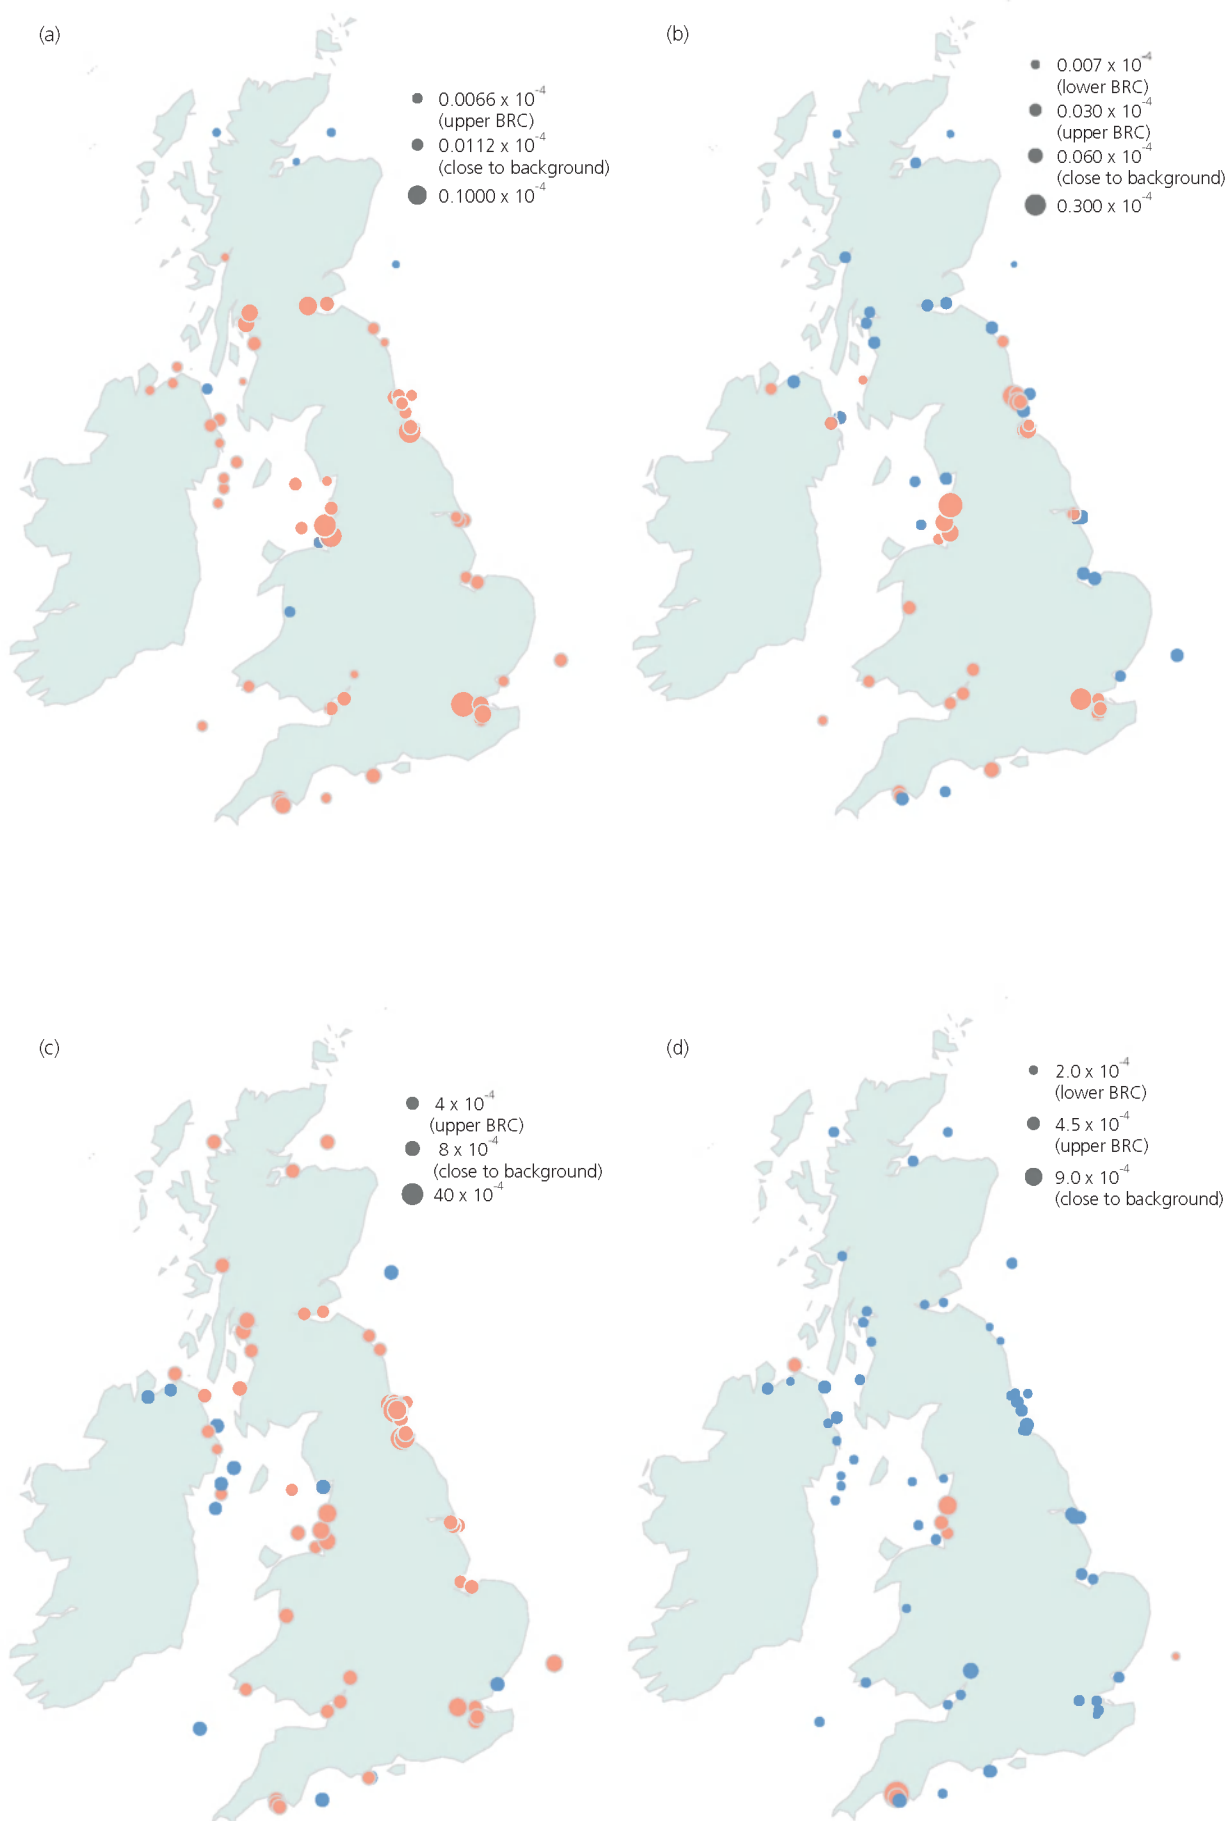 (a)
0.0066 x 10⁻⁴
(upper BRC)
0.0112 x 10⁻⁴
(close to background)
0.1000 x 10⁻⁴
(b)
0.007 x 10⁻⁴
(lower BRC)
0.030 x 10⁻⁴
(upper BRC)
0.060 x 10⁻⁴
(close to background)
0.300 x 10⁻⁴
(c)
4 x 10⁻⁴
(upper BRC)
8 x 10⁻⁴
(close to background)
40 x 10⁻⁴
(d)
2.0 x 10⁻⁴
(lower BRC)
4.5 x 10⁻⁴
(upper BRC)
9.0 x 10⁻⁴
(close to background)